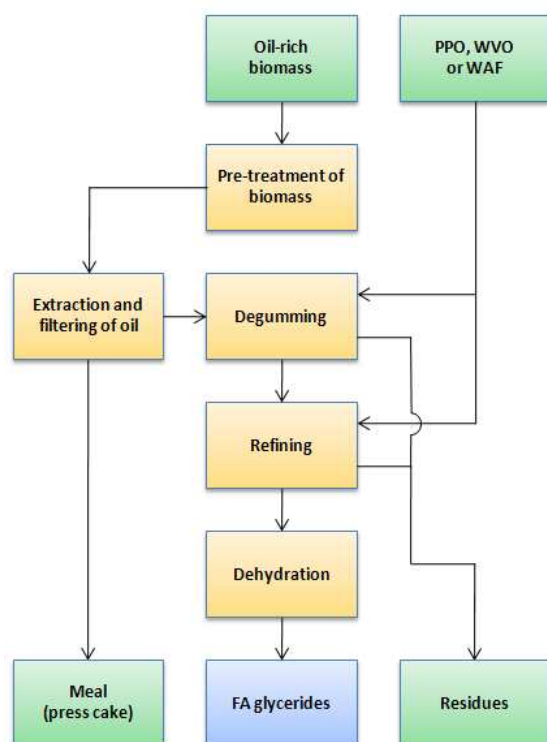 Oil-rich
biomass
PPO, WVO
or WAF
Pre-treatment of
biomass
Extraction and
filtering of oil
Degumming
Refining
Dehydration
Meal
(press cake)
FA glycerides
Residues